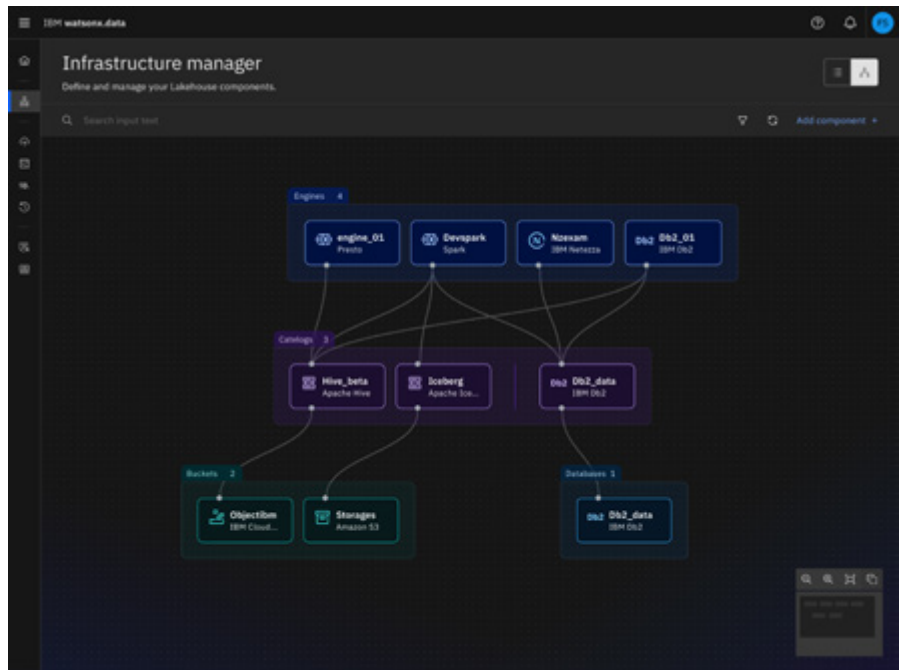 IBM watsonx.data
FS
Infrastructure manager
Define and manage your Lakehouse components.
Search input text
Add component +
Engines 4
engine_01
Presto
Devspark
Spark
Nzexam
IBM Netezza
Db2 Db2_01
IBM Db2
Catalogs 3
Hive_beta
Apache Hive
Iceberg
Apache Ice...
Db2 Db2_data
IBM Db2
Buckets 2
Objectibm
IBM Cloud...
Storages
Amazon S3
Databases 1
Db2 Db2_data
IBM Db2